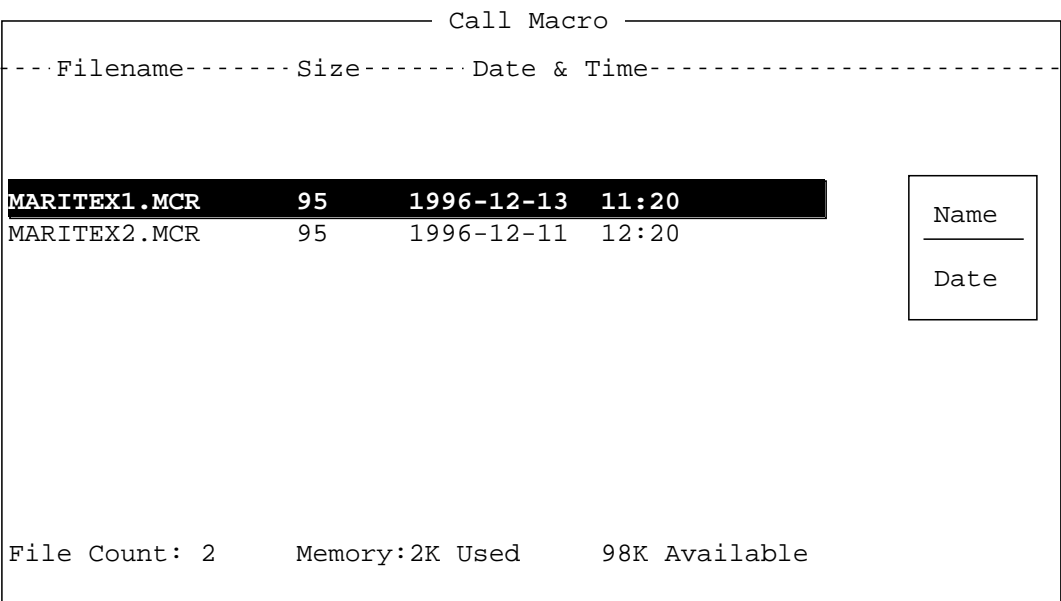 Call Macro
Filename Size Date & Time
MARITEX1.MCR 95 1996-12-13 11:20
MARITEX2.MCR 95 1996-12-11 12:20
Name
Date
File Count: 2 Memory:2K Used 98K Available